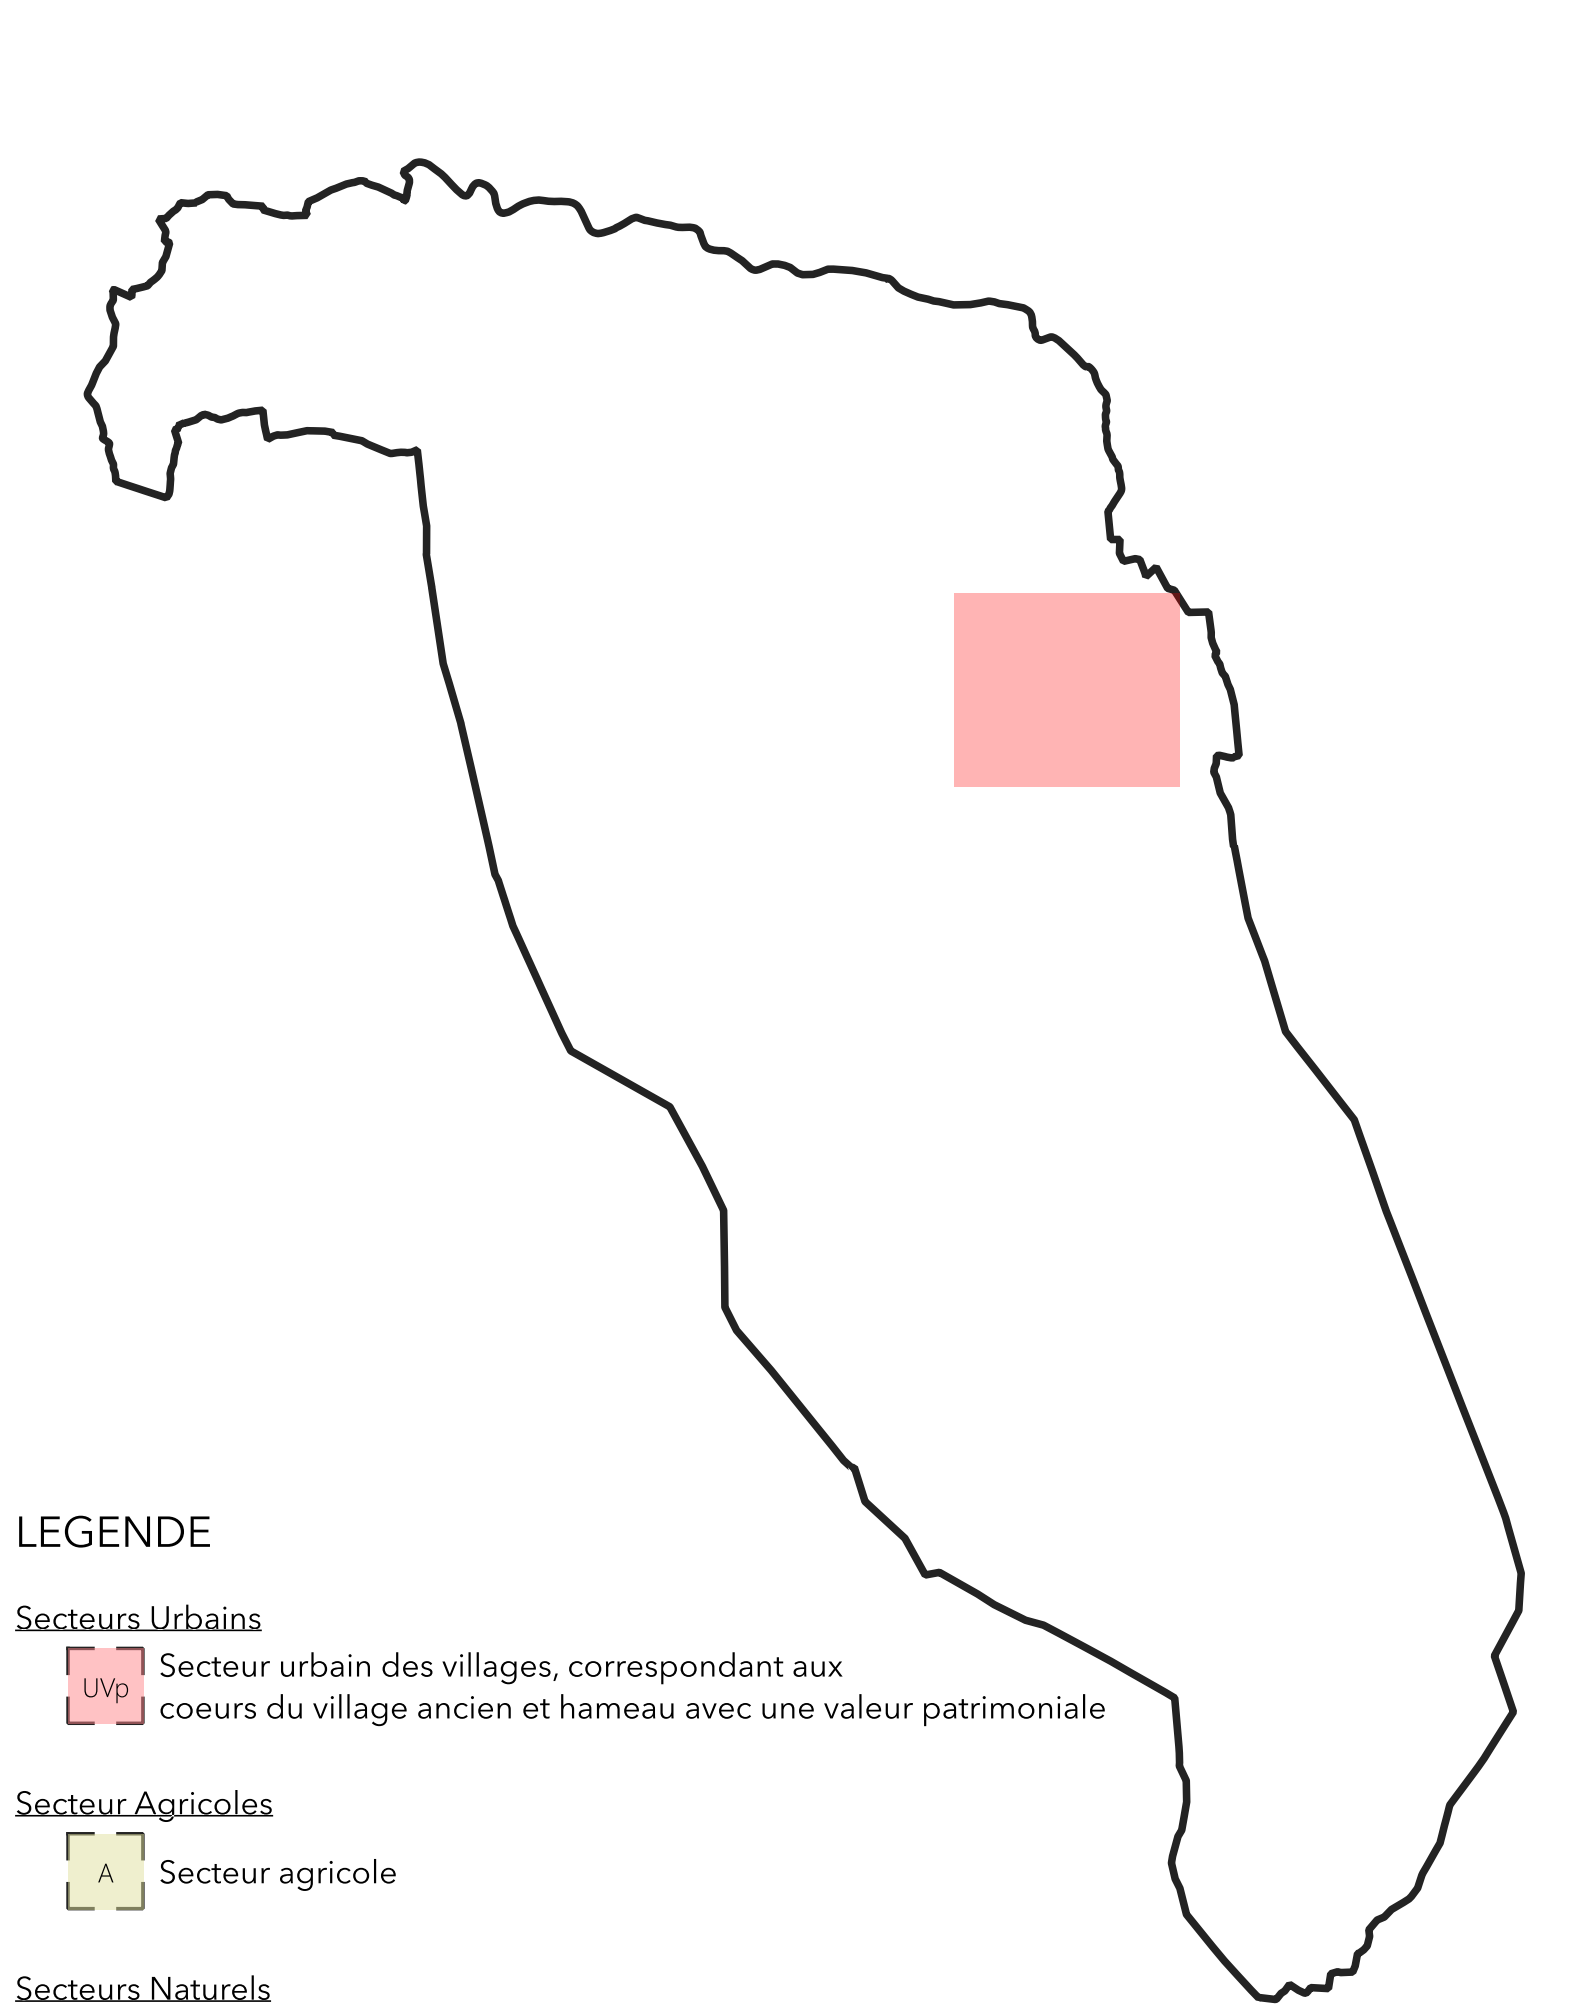 LEGENDE
Secteurs Urbains
UVp
Secteur urbain des villages, correspondant aux
coeurs du village ancien et hameau avec une valeur patrimoniale
Secteur Agricoles
A
Secteur agricole
Secteurs Naturels